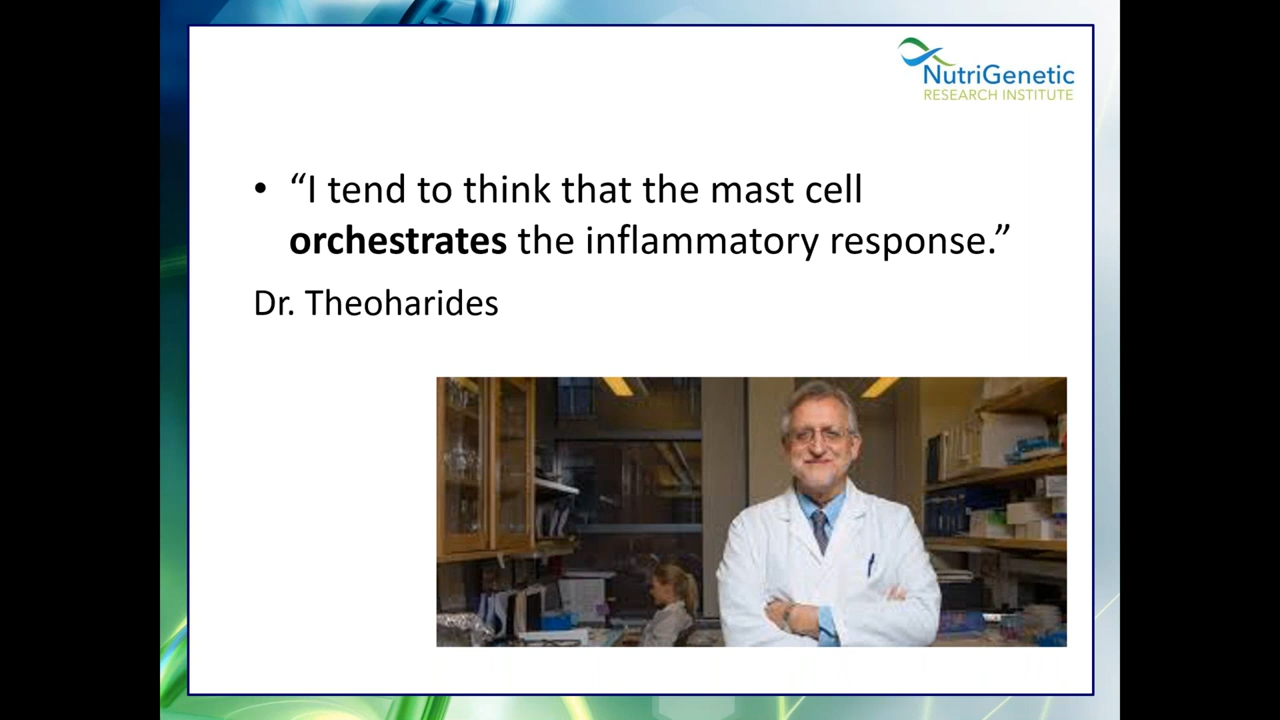 NutriGenetic
RESEARCH INSTITUTE
• “I tend to think that the mast cell
orchestrates the inflammatory response.”
Dr. Theoharides